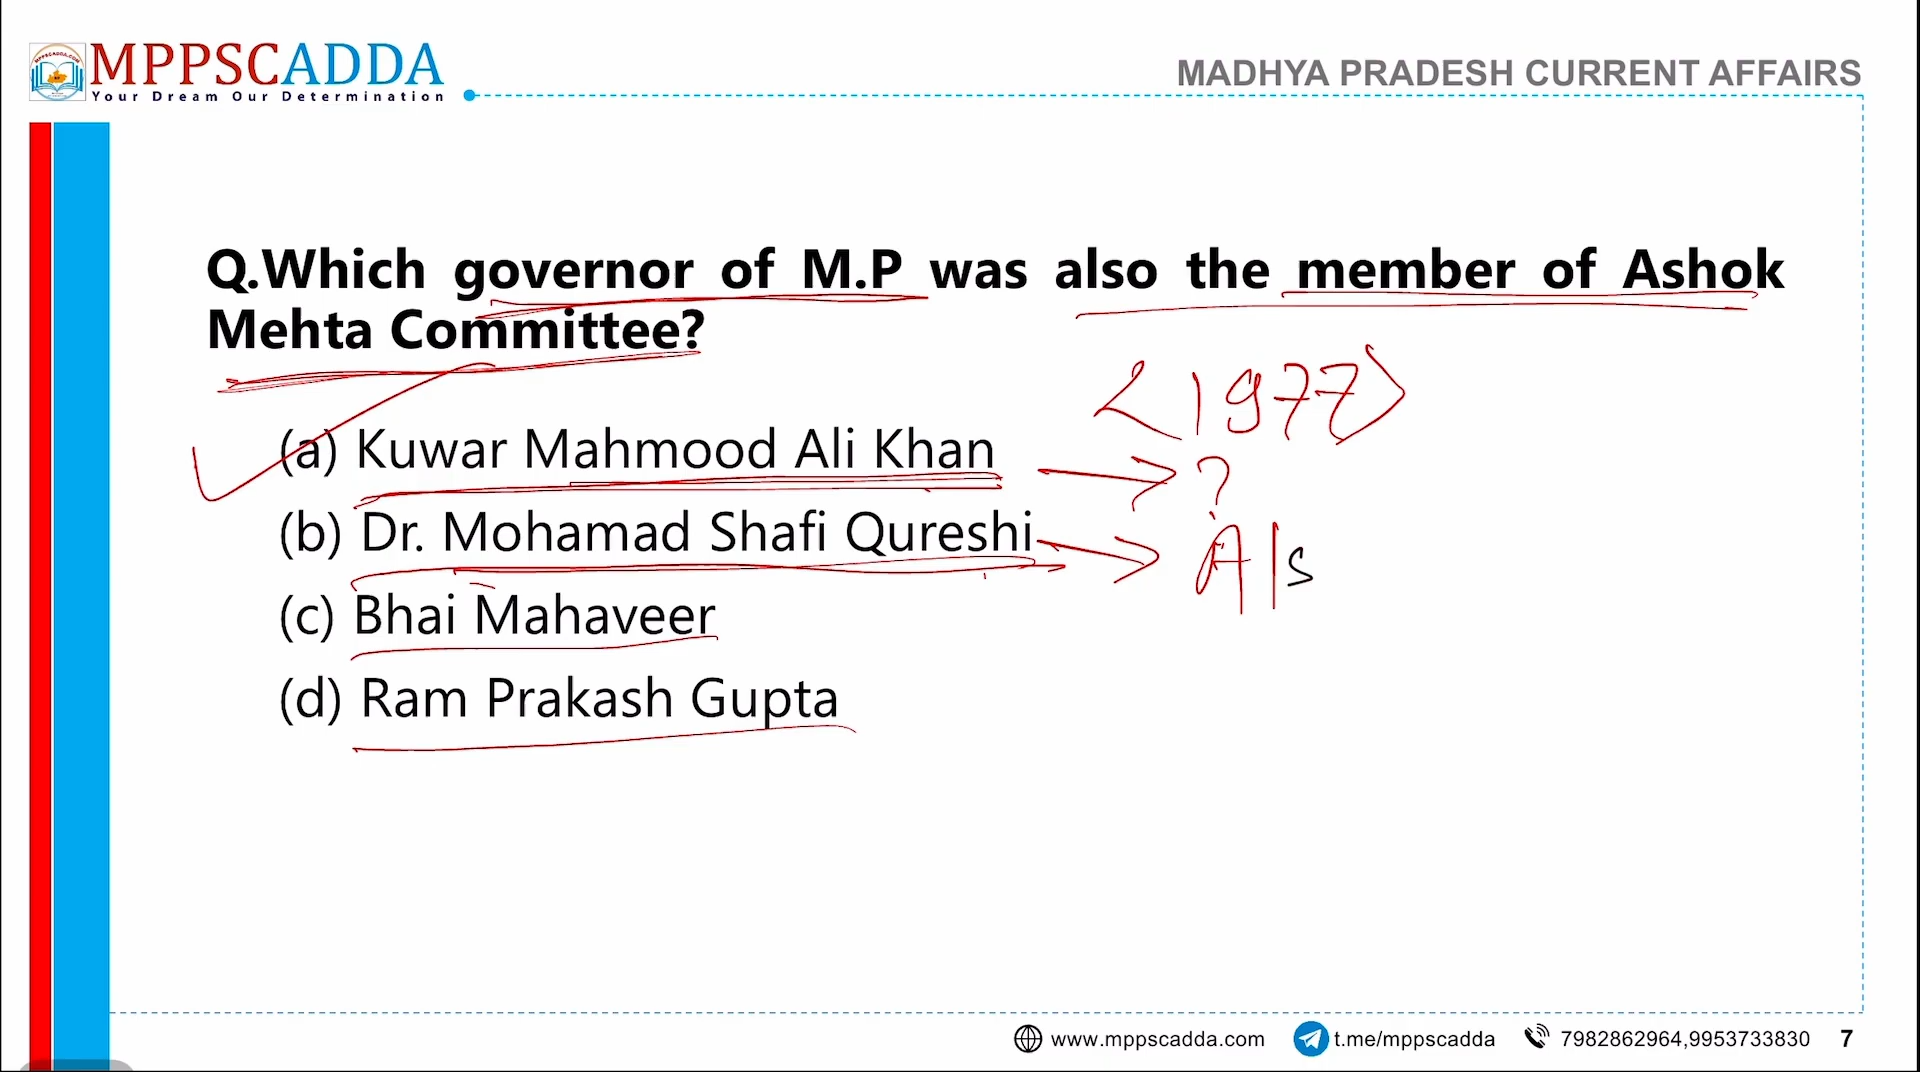 MPPSCADDA
Your Dream Our Determination
MADHYA PRADESH CURRENT AFFAIRS
Q.Which governor of M.P was also the member of Ashok
Mehta Committee?
<1977>
(a) Kuwar Mahmood Ali Khan
?
(b) Dr. Mohamad Shafi Qureshi
A|s
(c) Bhai Mahaveer
(d) Ram Prakash Gupta
www.mppscadda.com t.me/mppscadda 7982862964,9953733830 7